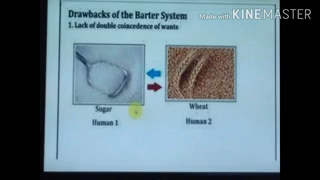 Drawbacks of the Barter System
Made with KINEMASTER
1. Lack of double coincedence of wants
Sugar
Wheat
Human 1
Human 2